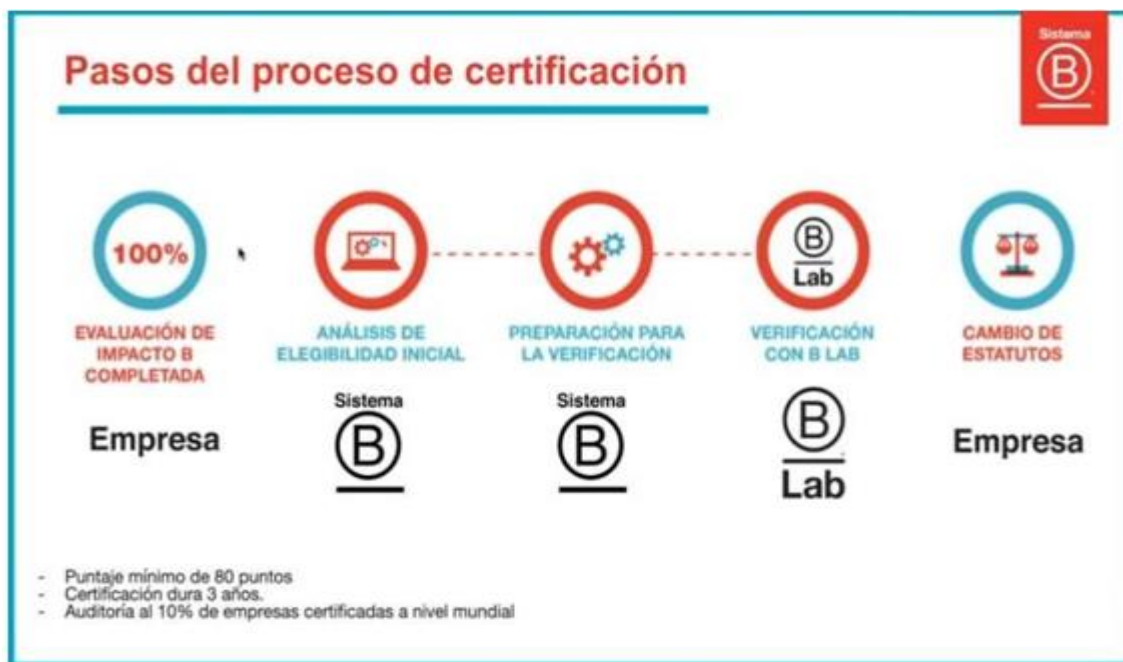 Sistema
B
Pasos del proceso de certificación
100%
B
Lab
EVALUACIÓN DE
IMPACTO B
COMPLETADA
ANÁLISIS DE
ELEGIBILIDAD INICIAL
PREPARACIÓN PARA
LA VERIFICACIÓN
VERIFICACIÓN
CON B LAB
CAMBIO DE
ESTATUTOS
Empresa
Sistema
B
Sistema
B
B
Lab
Empresa
- Puntaje mínimo de 80 puntos
- Certificación dura 3 años.
- Auditoría al 10% de empresas certificadas a nivel mundial